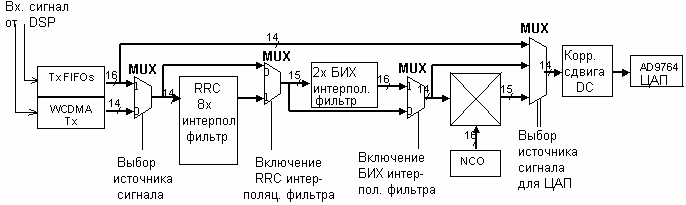 Вх. сигнал
от DSP
TxFIFOs
WCDMA
Tx
16
14
14
MUX
1
0
14
RRC
8x
интерпол
фильтр
MUX
0
1
15
2x БИХ
интерпол.
фильтр
16
MUX
1
0
14
16
NCO
15
MUX
14
Корр.
сдвига
DC
AD9764
ЦАП
Выбор
источника
сигнала
Включение
RRC интер-
поляц. фильтра
Включение
БИХ интер-
пол. фильтра
Выбор
источника
сигнала
для ЦАП